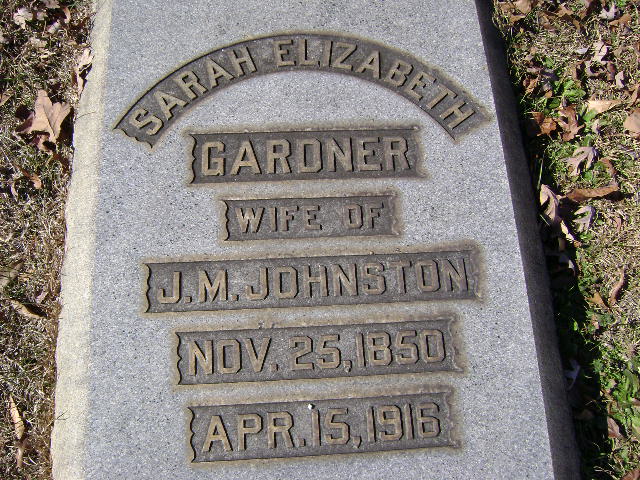 SARAH ELIZABETH
GARDNER
WIFE OF
J.M. JOHNSTON
NOV. 25, 1850
APR. 15, 1916